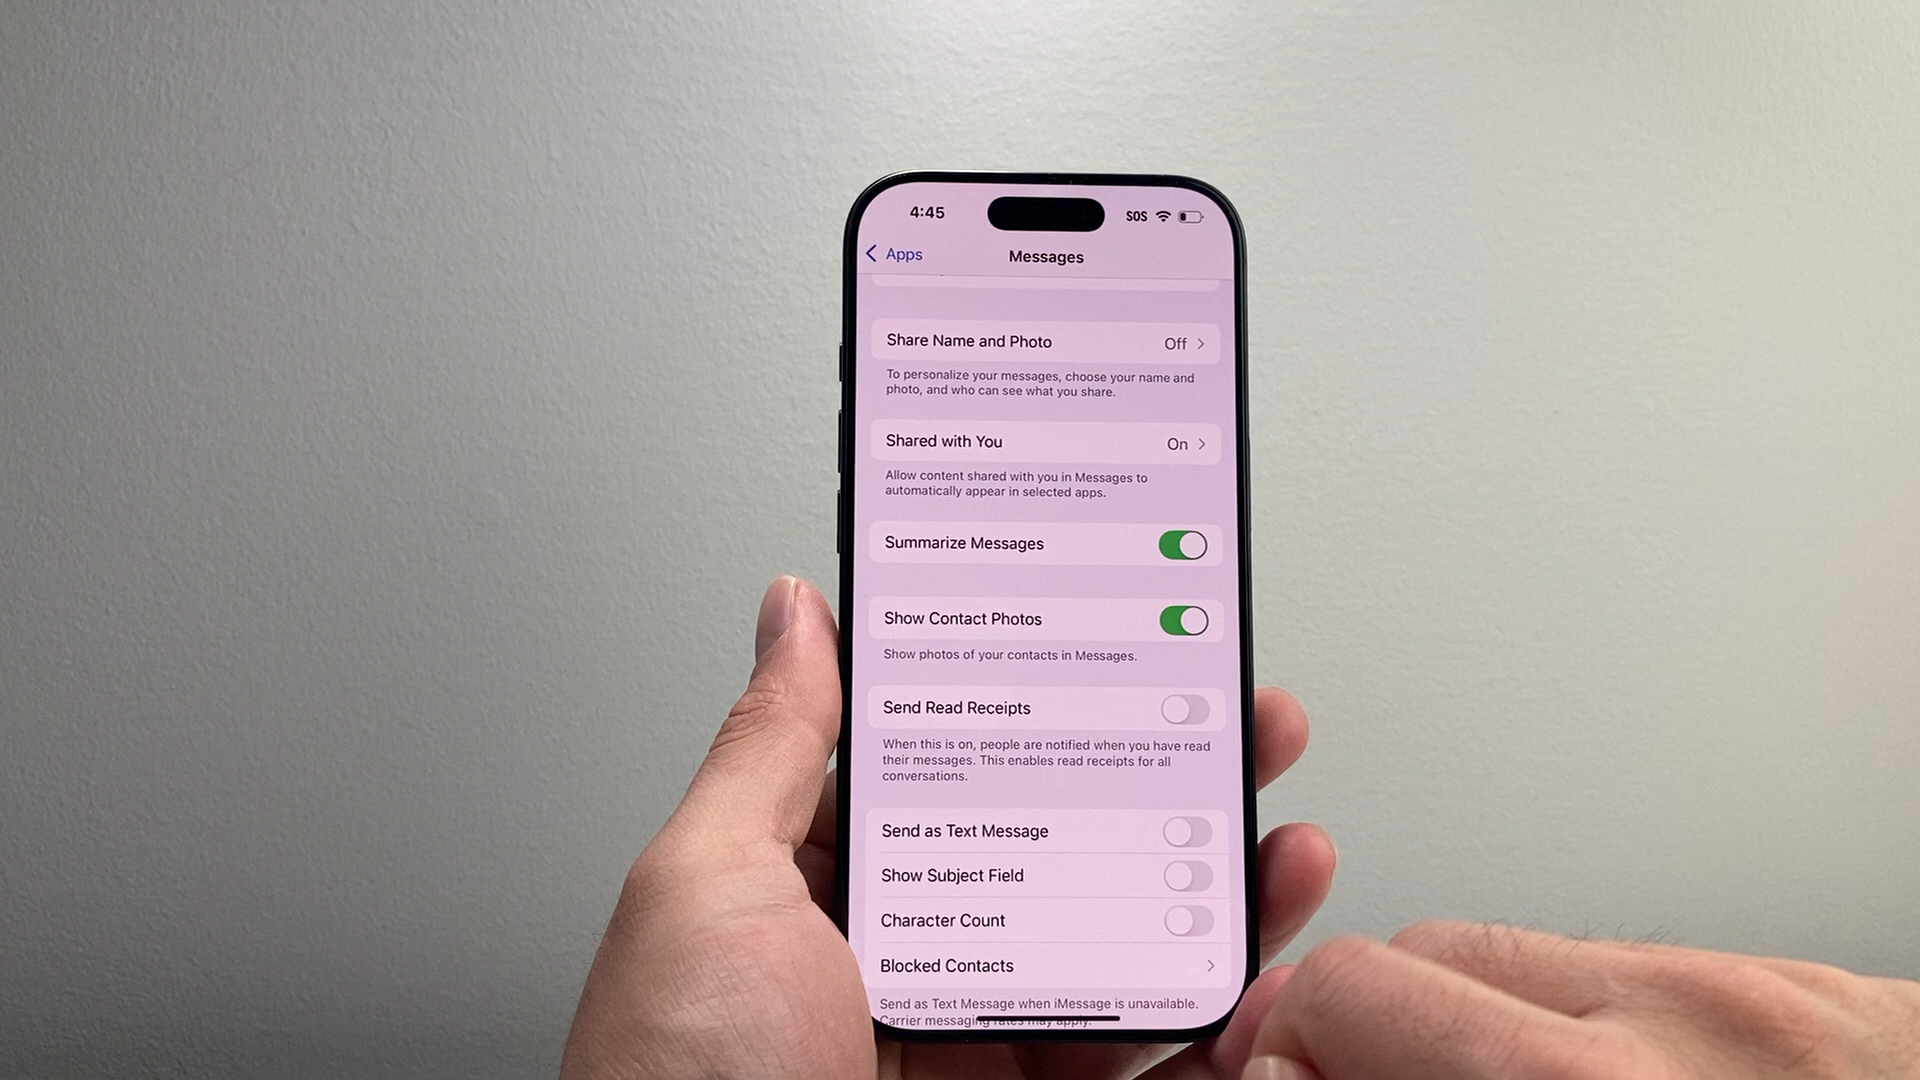 4:45
SOS
Apps
Messages
Share Name and Photo Off
To personalize your messages, choose your name and
photo, and who can see what you share.
Shared with You On
Allow content shared with you in Messages to
automatically appear in selected apps.
Summarize Messages
Show Contact Photos
Show photos of your contacts in Messages.
Send Read Receipts
When this is on, people are notified when you have read
their messages. This enables read receipts for all
conversations.
Send as Text Message
Show Subject Field
Character Count
Blocked Contacts
Send as Text Message when iMessage is unavailable.
Carrier messaging rates may apply.